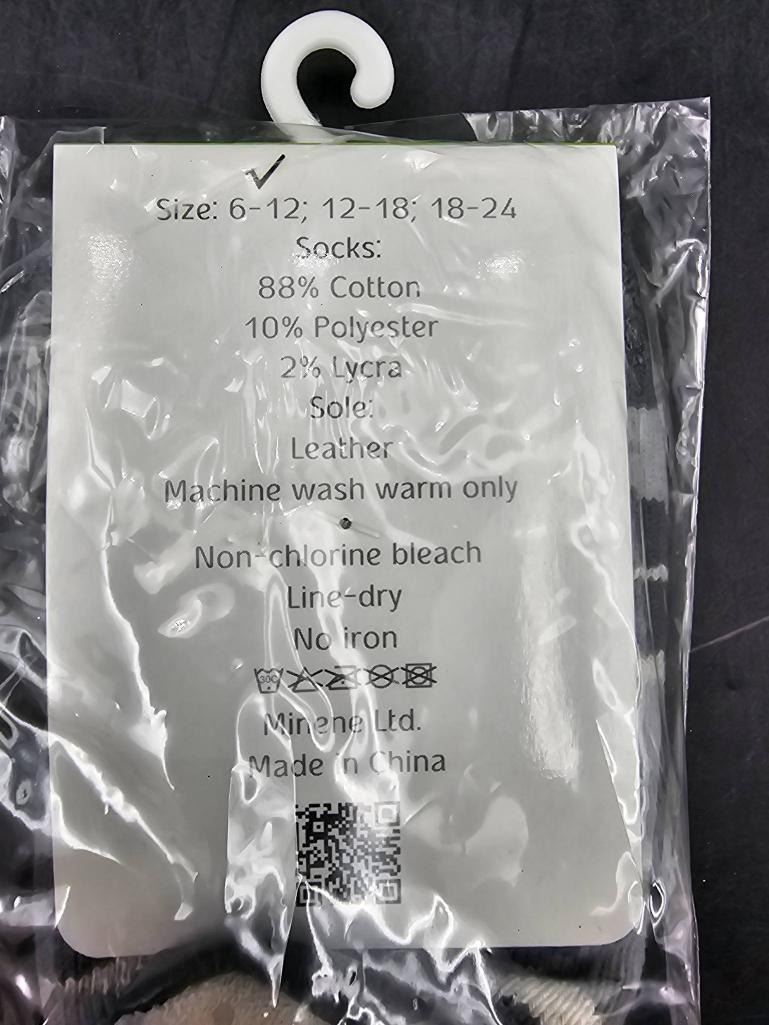 ✓
Size: 6-12; 12-18; 18-24
Socks:
88% Cotton
10% Polyester
2% Lycra
Sole:
Leather
Machine wash warm only
Non-chlorine bleach
Line-dry
No iron
30C
Minene Ltd.
Made in China